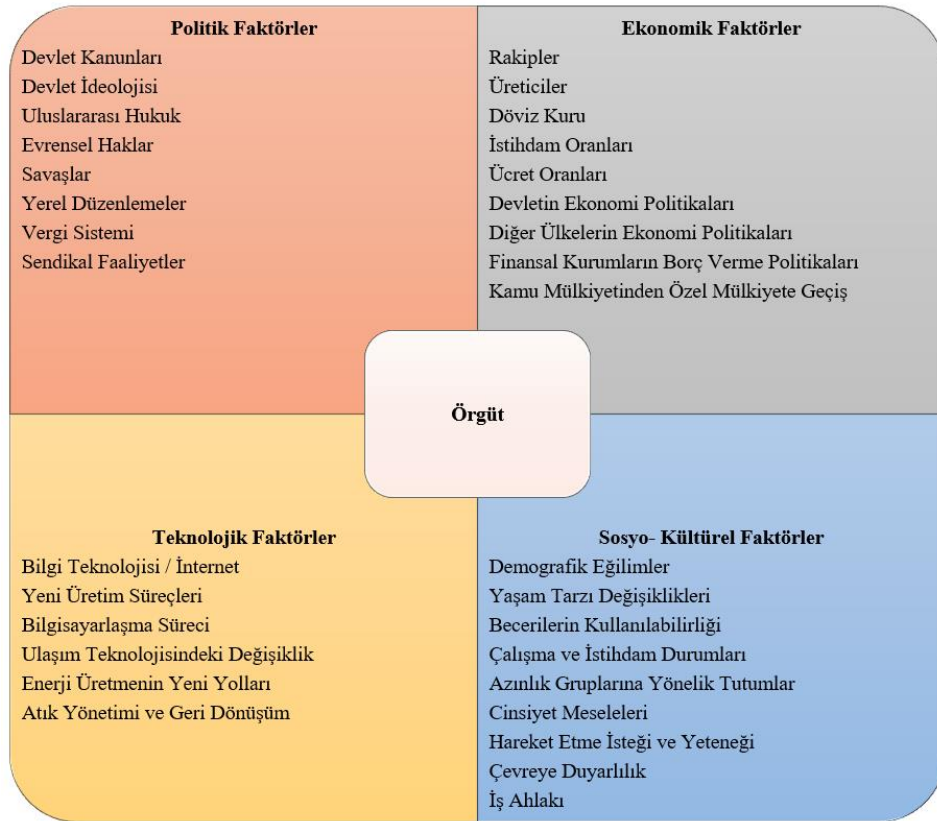 Politik Faktörler
Devlet Kanunları
Devlet İdeolojisi
Uluslararası Hukuk
Evrensel Haklar
Savaşlar
Yerel Düzenlemeler
Vergi Sistemi
Sendikal Faaliyetler
Ekonomik Faktörler
Rakipler
Üreticiler
Döviz Kuru
İstihdam Oranları
Ücret Oranları
Devletin Ekonomi Politikaları
Diğer Ülkelerin Ekonomi Politikaları
Finansal Kurumların Borç Verme Politikaları
Kamu Mülkiyetinden Özel Mülkiyete Geçiş
Örgüt
Teknolojik Faktörler
Bilgi Teknolojisi / İnternet
Yeni Üretim Süreçleri
Bilgisayarlaşma Süreci
Ulaşım Teknolojisindeki Değişiklik
Enerji Üretmenin Yeni Yolları
Atık Yönetimi ve Geri Dönüşüm
Sosyo- Kültürel Faktörler
Demografik Eğilimler
Yaşam Tarzı Değişiklikleri
Becerilerin Kullanılabilirliği
Çalışma ve İstihdam Durumları
Azınlık Gruplarına Yönelik Tutumlar
Cinsiyet Meseleleri
Hareket Etme İsteği ve Yeteneği
Çevreye Duyarlılık
İş Ahlakı